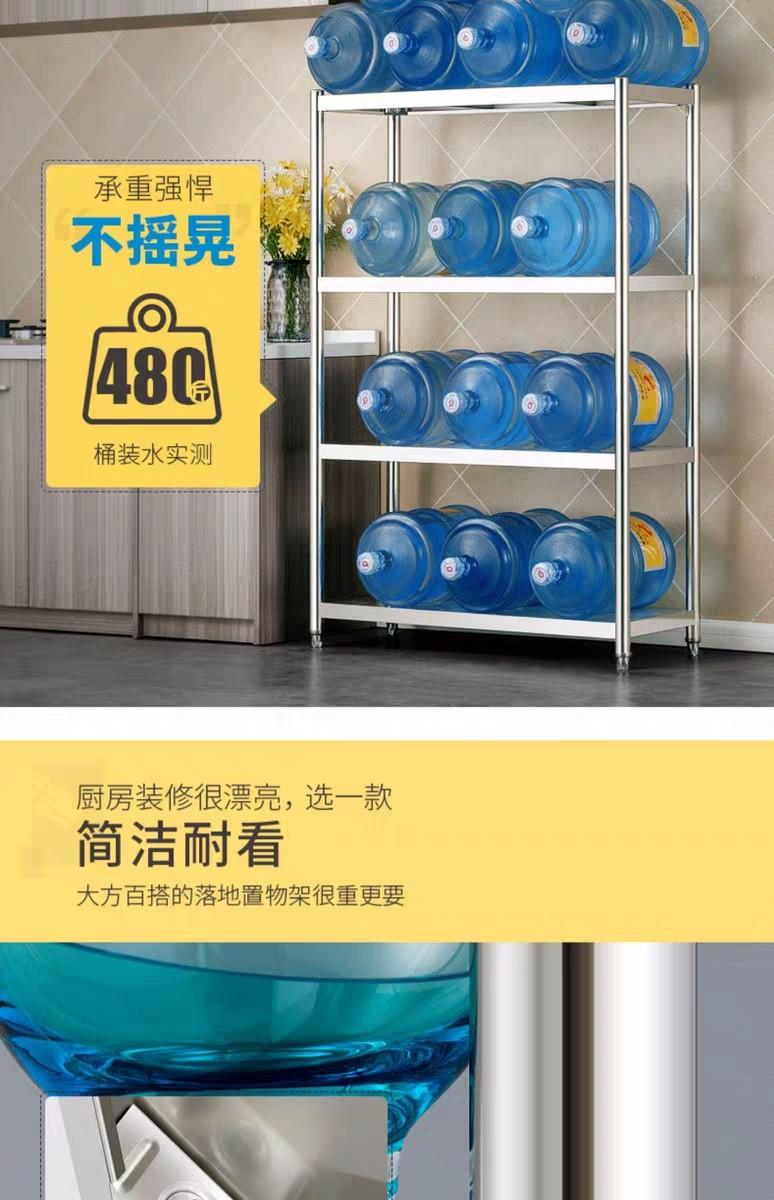 承重强悍
不摇晃
480斤
桶装水实测
厨房装修很漂亮，选一款
简洁耐看
大方百搭的落地置物架很重更要